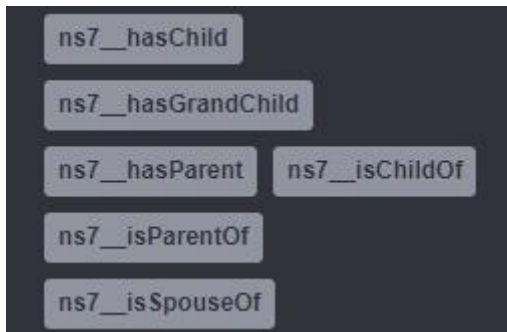 ns7__hasChild
ns7__hasGrandChild
ns7__hasParent ns7__isChildOf
ns7__isParentOf
ns7__isSpouseOf